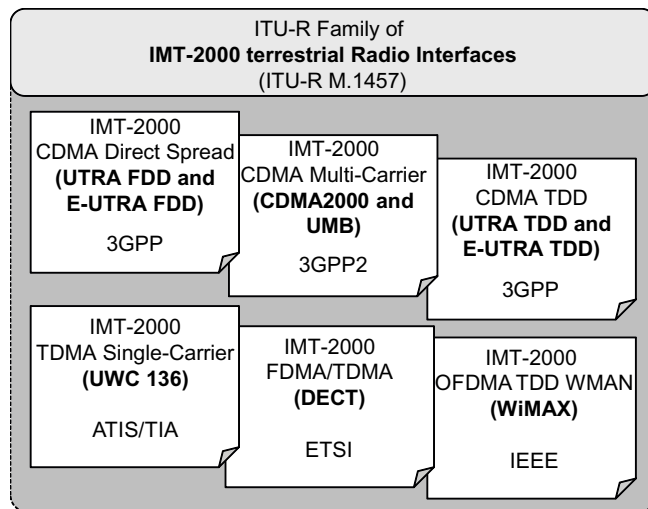 ITU-R Family of
IMT-2000 terrestrial Radio Interfaces
(ITU-R M.1457)
IMT-2000
CDMA Direct Spread
(UTRA FDD and
E-UTRA FDD)
3GPP
IMT-2000
CDMA Multi-Carrier
(CDMA2000 and
UMB)
3GPP2
IMT-2000
CDMA TDD
(UTRA TDD and
E-UTRA TDD)
3GPP
IMT-2000
TDMA Single-Carrier
(UWC 136)
ATIS/TIA
IMT-2000
FDMA/TDMA
(DECT)
ETSI
IMT-2000
OFDMA TDD WMAN
(WiMAX)
IEEE